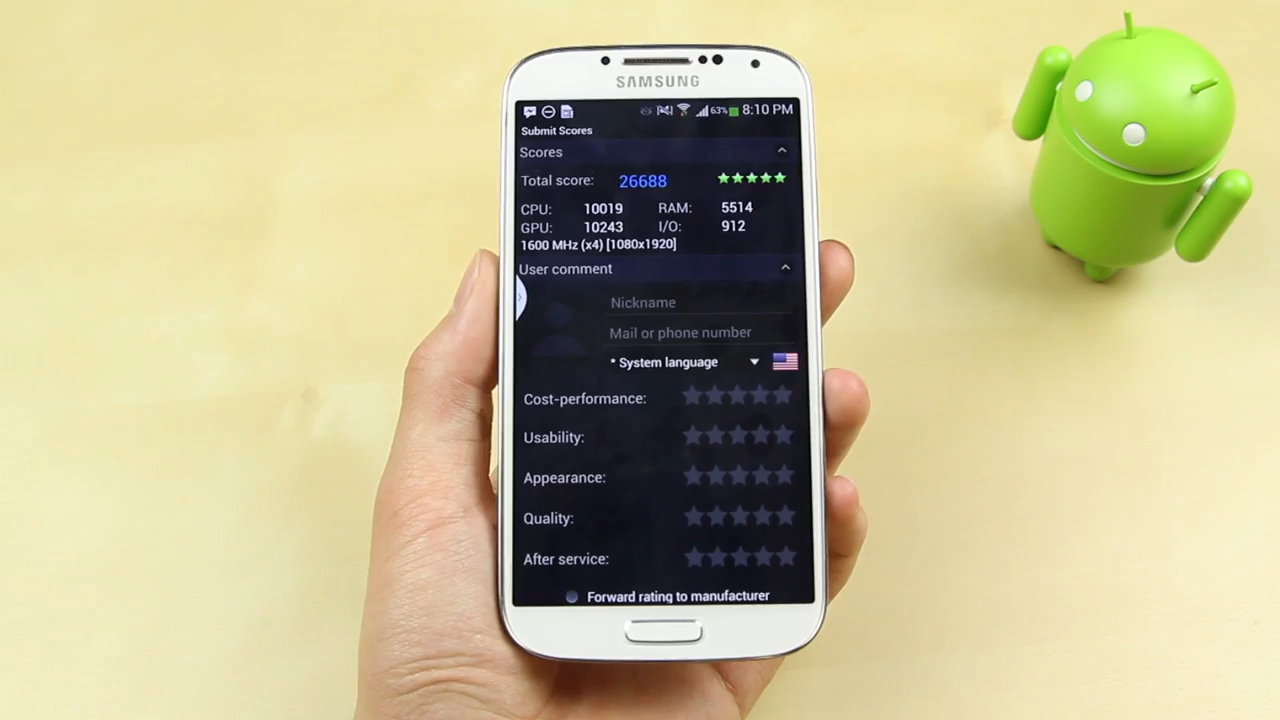 SAMSUNG
63% 8:10 PM
Submit Scores
Scores
Total score: 26688
CPU: 10019 RAM: 5514
GPU: 10243 I/O: 912
1600 MHz (x4) [1080x1920]
User comment
Nickname
Mail or phone number
* System language
Cost-performance:
Usability:
Appearance:
Quality:
After service:
Forward rating to manufacturer